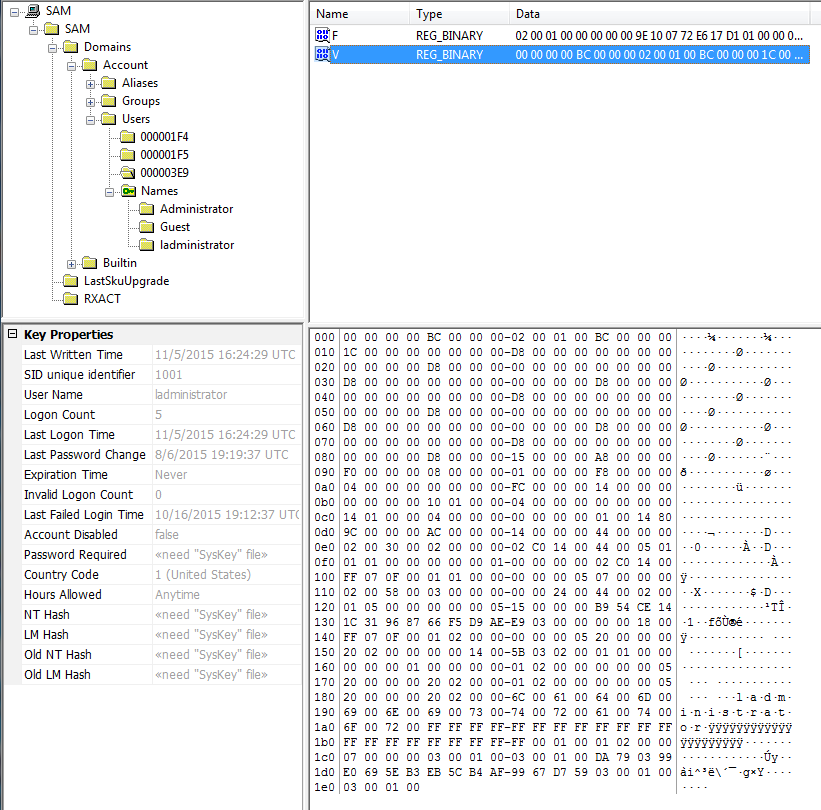 SAM
SAM
Domains
Account
Aliases
Groups
Users
000001F4
000001F5
000003E9
Names
Administrator
Guest
ladministrator
Builtin
LastSkuUpgrade
RXACT
Name Type Data
F REG_BINARY 02 00 01 00 00 00 00 00 9E 10 07 72 E6 17 D1 01 00 00 0...
V REG_BINARY 00 00 00 00 BC 00 00 00 02 00 01 00 BC 00 00 00 1C 00 ...
Key Properties
Last Written Time 11/5/2015 16:24:29 UTC
SID unique identifier 1001
User Name ladministrator
Logon Count 5
Last Logon Time 11/5/2015 16:24:29 UTC
Last Password Change 8/6/2015 19:19:37 UTC
Expiration Time Never
Invalid Logon Count 0
Last Failed Login Time 10/16/2015 19:12:37 UTC
Account Disabled false
Password Required «need "SysKey" file»
Country Code 1 (United States)
Hours Allowed Anytime
NT Hash «need "SysKey" file»
LM Hash «need "SysKey" file»
Old NT Hash «need "SysKey" file»
Old LM Hash «need "SysKey" file»
000 00 00 00 00 BC 00 00 00-02 00 01 00 BC 00 00 00 ····¼·······¼···
010 1C 00 00 00 00 00 00 00-D8 00 00 00 00 00 00 00 ········Ø·······
020 00 00 00 00 D8 00 00 00-00 00 00 00 00 00 00 00 ····Ø···········
030 D8 00 00 00 00 00 00 00-00 00 00 00 D8 00 00 00 Ø···········Ø···
040 00 00 00 00 00 00 00 00-D8 00 00 00 00 00 00 00 ········Ø·······
050 00 00 00 00 D8 00 00 00-00 00 00 00 00 00 00 00 ····Ø···········
060 D8 00 00 00 00 00 00 00-00 00 00 00 D8 00 00 00 Ø···········Ø···
070 00 00 00 00 00 00 00 00-D8 00 00 00 00 00 00 00 ········Ø·······
080 00 00 00 00 D8 00 00 00-15 00 00 00 A8 00 00 00 ····Ø·······¨···
090 F0 00 00 00 08 00 00 00-01 00 00 00 F8 00 00 00 ð···········ø···
0a0 04 00 00 00 00 00 00 00-FC 00 00 00 14 00 00 00 ········ü·······
0b0 00 00 00 00 10 01 00 00-04 00 00 00 00 00 00 00 ················
0c0 14 01 00 00 04 00 00 00-00 00 00 00 01 00 14 80 ················
0d0 9C 00 00 00 AC 00 00 00-14 00 00 00 44 00 00 00 ····¬·······D···
0e0 02 00 30 00 02 00 00 00-02 C0 14 00 44 00 05 01 ··0······À··D···
0f0 01 01 00 00 00 00 00 01-00 00 00 00 02 C0 14 00 ·············À··
100 FF 07 0F 00 01 01 00 00-00 00 00 05 07 00 00 00 ÿ···············
110 02 00 58 00 03 00 00 00-00 00 24 00 44 00 02 00 ··X·······$·D···
120 01 05 00 00 00 00 00 05-15 00 00 00 B9 54 CE 14 ············¹TÎ·
130 1C 31 96 87 66 F5 D9 AE-E9 03 00 00 00 00 18 00 ·1··fõÙ®é·······
140 FF 07 0F 00 01 02 00 00-00 00 00 05 20 00 00 00 ÿ··········· ···
150 20 02 00 00 00 00 14 00-5B 03 02 00 01 01 00 00  ·······[·······
160 00 00 00 01 00 00 00 00-01 02 00 00 00 00 00 05 ················
170 20 00 00 00 20 02 00 00-01 02 00 00 00 00 00 05  ··· ···········
180 20 00 00 00 20 02 00 00-6C 00 61 00 64 00 6D 00  ··· ···l·a·d·m·
190 69 00 6E 00 69 00 73 00-74 00 72 00 61 00 74 00 i·n·i·s·t·r·a·t·
1a0 6F 00 72 00 FF FF FF FF-FF FF FF FF FF FF FF FF o·r·ÿÿÿÿÿÿÿÿÿÿÿÿ
1b0 FF FF FF FF FF FF FF FF-FF 00 01 00 01 02 00 00 ÿÿÿÿÿÿÿÿÿ·······
1c0 07 00 00 00 03 00 01 00-03 00 01 00 DA 79 03 99 ············Úy··
1d0 E0 69 5E B3 EB 5C B4 AF-99 67 D7 59 03 00 01 00 ài^³ë\´¯·g×Y····
1e0 03 00 01 00 ····